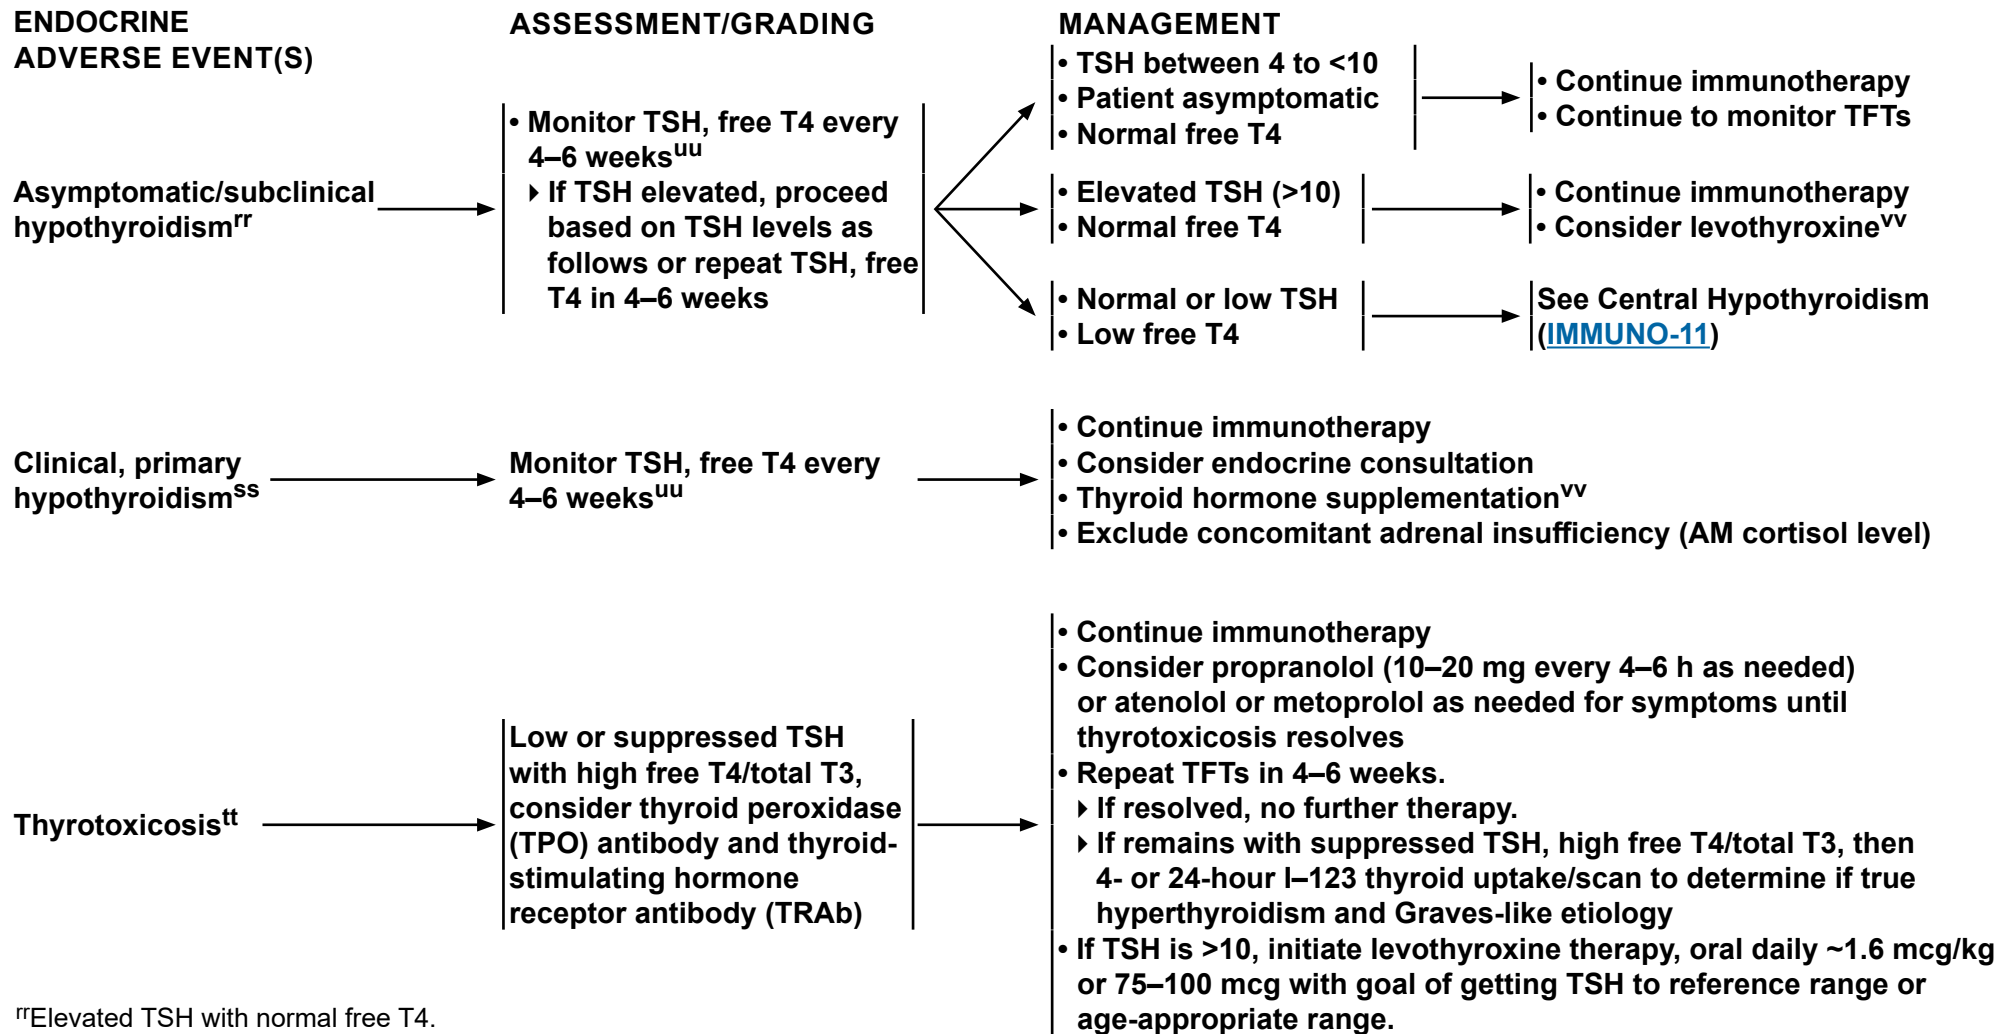 ENDOCRINE
ADVERSE EVENT(S)
ASSESSMENT/GRADING
MANAGEMENT
Asymptomatic/subclinical
hypothyroidismrr
• Monitor TSH, free T4 every
4–6 weeksuu
‣ If TSH elevated, proceed
based on TSH levels as
follows or repeat TSH, free
T4 in 4–6 weeks
• TSH between 4 to <10
• Patient asymptomatic
• Normal free T4
• Continue immunotherapy
• Continue to monitor TFTs
• Elevated TSH (>10)
• Normal free T4
• Continue immunotherapy
• Consider levothyroxinevv
• Normal or low TSH
• Low free T4
See Central Hypothyroidism
(IMMUNO-11)
Clinical, primary
hypothyroidismss
Monitor TSH, free T4 every
4–6 weeksuu
• Continue immunotherapy
• Consider endocrine consultation
• Thyroid hormone supplementationvv
• Exclude concomitant adrenal insufficiency (AM cortisol level)
Thyrotoxicosistt
Low or suppressed TSH
with high free T4/total T3,
consider thyroid peroxidase
(TPO) antibody and thyroid-
stimulating hormone
receptor antibody (TRAb)
• Continue immunotherapy
• Consider propranolol (10–20 mg every 4–6 h as needed)
or atenolol or metoprolol as needed for symptoms until
thyrotoxicosis resolves
• Repeat TFTs in 4–6 weeks.
‣ If resolved, no further therapy.
‣ If remains with suppressed TSH, high free T4/total T3, then
4- or 24-hour I–123 thyroid uptake/scan to determine if true
hyperthyroidism and Graves-like etiology
• If TSH is >10, initiate levothyroxine therapy, oral daily ~1.6 mcg/kg
or 75–100 mcg with goal of getting TSH to reference range or
age-appropriate range.
rrElevated TSH with normal free T4.